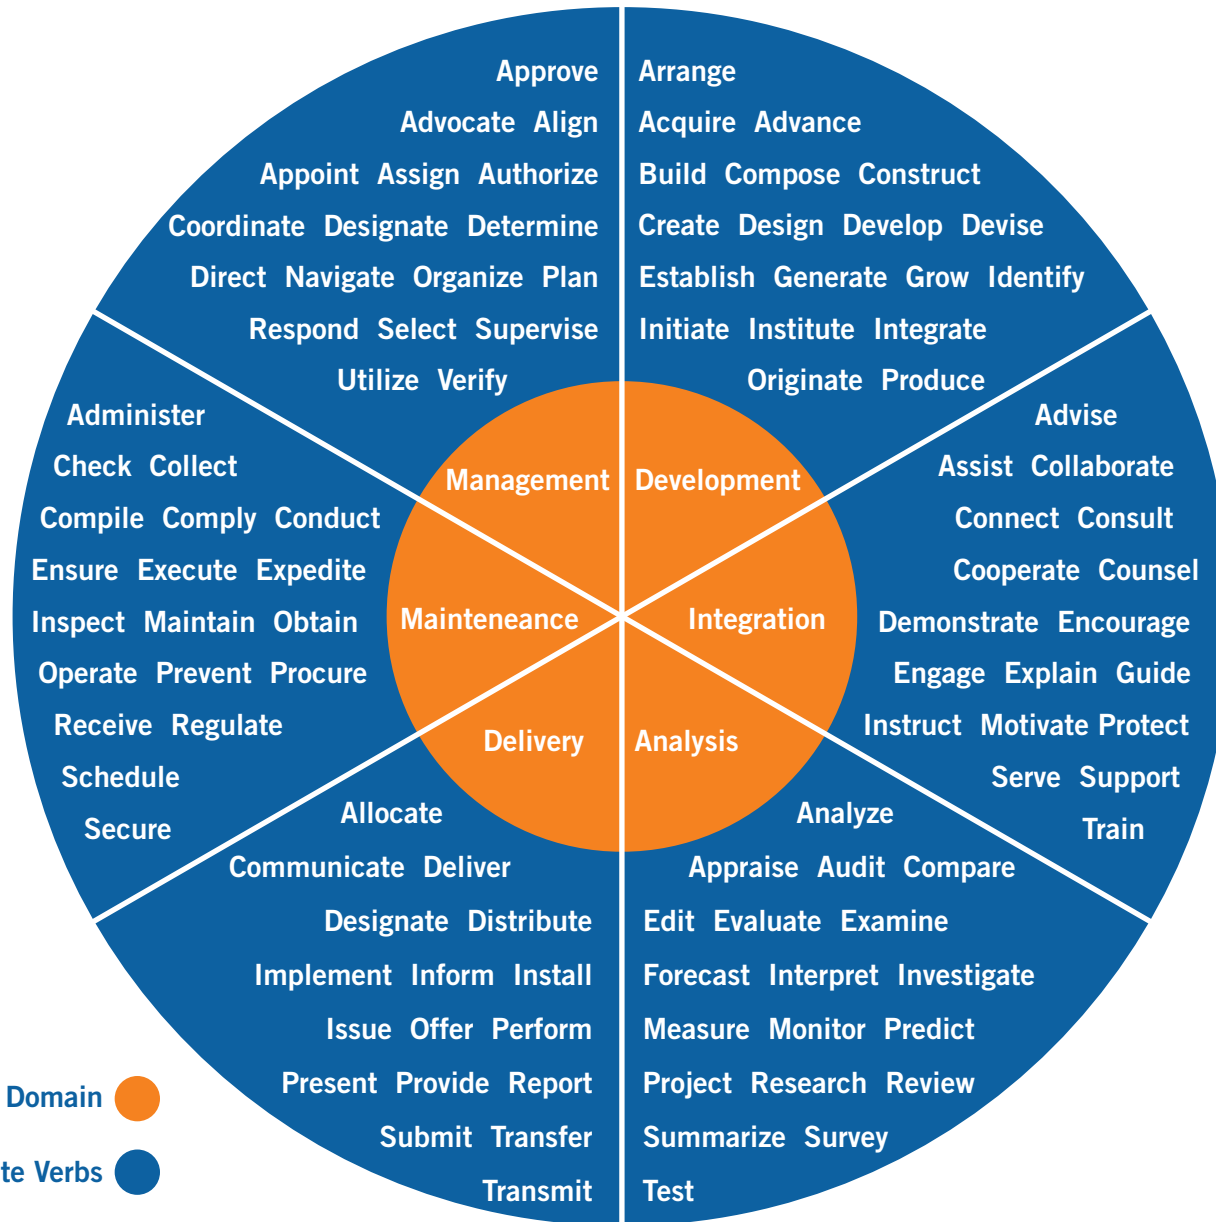 Approve
Advocate Align
Appoint Assign Authorize
Coordinate Designate Determine
Direct Navigate Organize Plan
Respond Select Supervise
Utilize Verify
Management
Arrange
Acquire Advance
Build Compose Construct
Create Design Develop Devise
Establish Generate Grow Identify
Initiate Institute Integrate
Originate Produce
Development
Administer
Check Collect
Compile Comply Conduct
Ensure Execute Expedite
Inspect Maintain Obtain
Operate Prevent Procure
Receive Regulate
Schedule
Secure
Mainteneance
Integration
Advise
Assist Collaborate
Connect Consult
Cooperate Counsel
Demonstrate Encourage
Engage Explain Guide
Instruct Motivate Protect
Serve Support
Train
Delivery
Allocate
Communicate Deliver
Designate Distribute
Implement Inform Install
Issue Offer Perform
Present Provide Report
Submit Transfer
Transmit
Analysis
Analyze
Appraise Audit Compare
Edit Evaluate Examine
Forecast Interpret Investigate
Measure Monitor Predict
Project Research Review
Summarize Survey
Test
Domain
Verbs